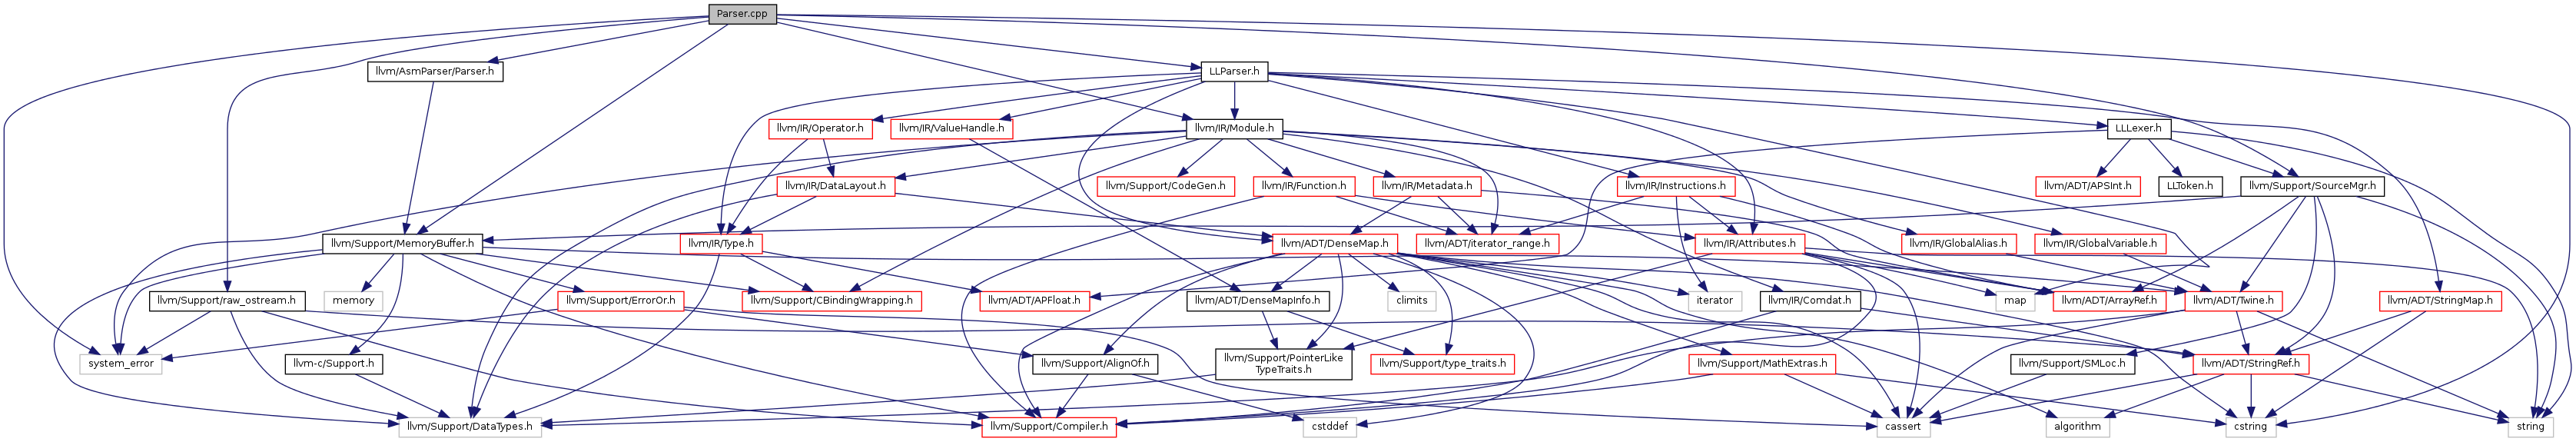 Parser.cpp
llvm/AsmParser/Parser.h
LLParser.h
llvm/IR/Operator.h
llvm/IR/ValueHandle.h
llvm/IR/Module.h
LLLexer.h
llvm/IR/DataLayout.h
llvm/Support/CodeGen.h
llvm/IR/Function.h
llvm/IR/Metadata.h
llvm/IR/Instructions.h
llvm/ADT/APSInt.h
LLToken.h
llvm/Support/SourceMgr.h
llvm/Support/MemoryBuffer.h
llvm/IR/Type.h
llvm/ADT/DenseMap.h
llvm/ADT/iterator_range.h
llvm/IR/Attributes.h
llvm/IR/GlobalAlias.h
llvm/IR/GlobalVariable.h
llvm/Support/raw_ostream.h
memory
llvm/Support/ErrorOr.h
llvm/Support/CBindingWrapping.h
llvm/ADT/APFloat.h
llvm/ADT/DenseMapInfo.h
climits
iterator
llvm/IR/Comdat.h
map
llvm/ADT/ArrayRef.h
llvm/ADT/Twine.h
llvm/ADT/StringMap.h
system_error
llvm-c/Support.h
llvm/Support/AlignOf.h
llvm/Support/PointerLike
TypeTraits.h
llvm/Support/type_traits.h
llvm/Support/MathExtras.h
llvm/Support/SMLoc.h
llvm/ADT/StringRef.h
llvm/Support/DataTypes.h
llvm/Support/Compiler.h
cstddef
cassert
algorithm
cstring
string